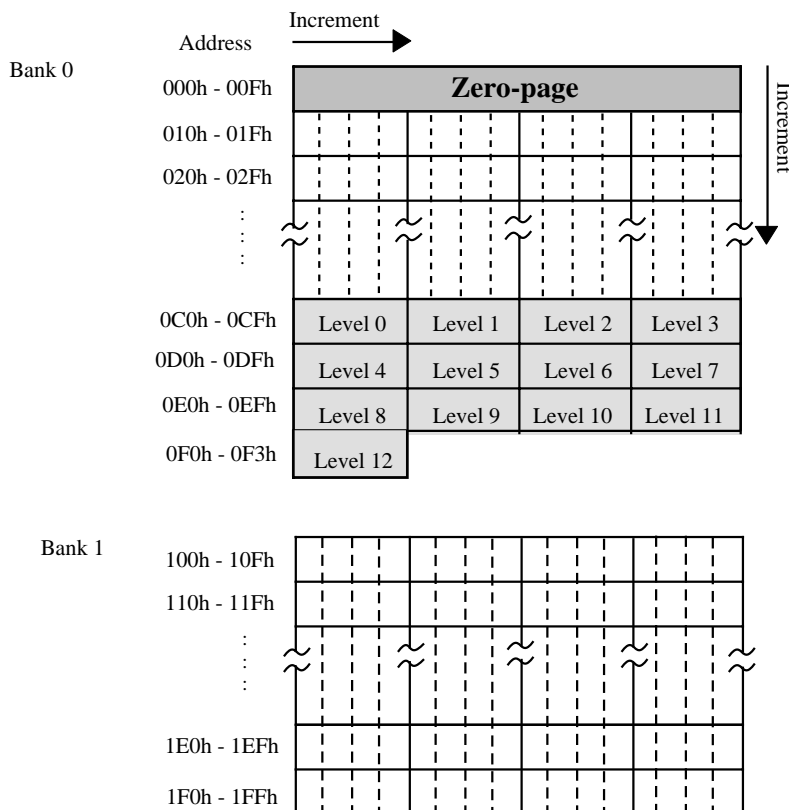 Increment
Address
Bank 0
000h - 00Fh
Zero-page
Increment
010h - 01Fh
020h - 02Fh
:
:
:
0C0h - 0CFh
Level 0
Level 1
Level 2
Level 3
0D0h - 0DFh
Level 4
Level 5
Level 6
Level 7
0E0h - 0EFh
Level 8
Level 9
Level 10
Level 11
0F0h - 0F3h
Level 12
Bank 1
100h - 10Fh
110h - 11Fh
:
:
:
1E0h - 1EFh
1F0h - 1FFh